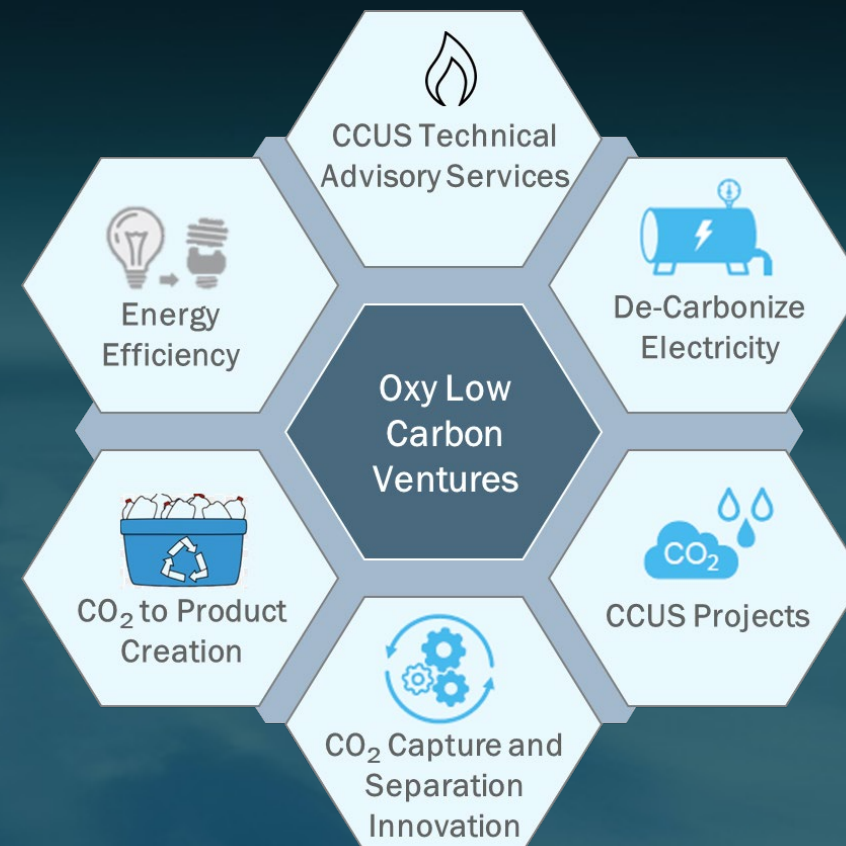 CCUS Technical
Advisory Services
Energy
Efficiency
De-Carbonize
Electricity
Oxy Low
Carbon
Ventures
CO₂ to Product
Creation
CO₂
CCUS Projects
CO₂ Capture and
Separation
Innovation